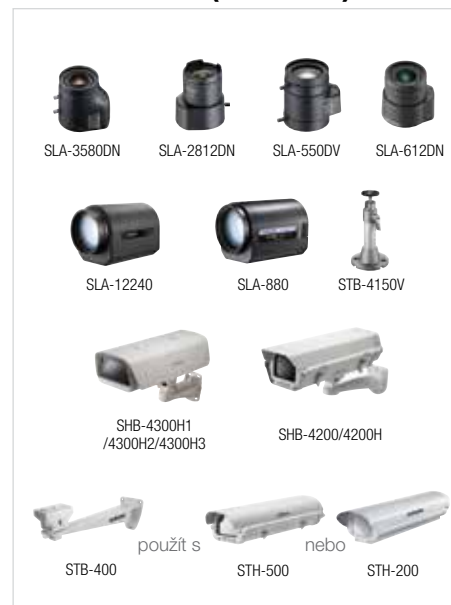 SLA-3580DN SLA-2812DN SLA-550DV SLA-612DN
SLA-12240 SLA-880 STB-4150V
SHB-4300H1
/4300H2/4300H3
SHB-4200/4200H
použít s nebo
STB-400 STH-500 STH-200